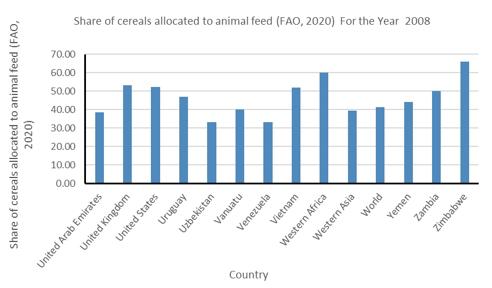 Share of cereals allocated to animal feed (FAO, 2020)  For the Year  2008
Share of cereals allocated to animal feed (FAO,
2020)
70.00
60.00
50.00
40.00
30.00
20.00
10.00
0.00
United Arab Emirates
United Kingdom
United States
Uruguay
Uzbekistan
Vanuatu
Venezuela
Vietnam
Western Africa
Western Asia
World
Yemen
Zambia
Zimbabwe
Country